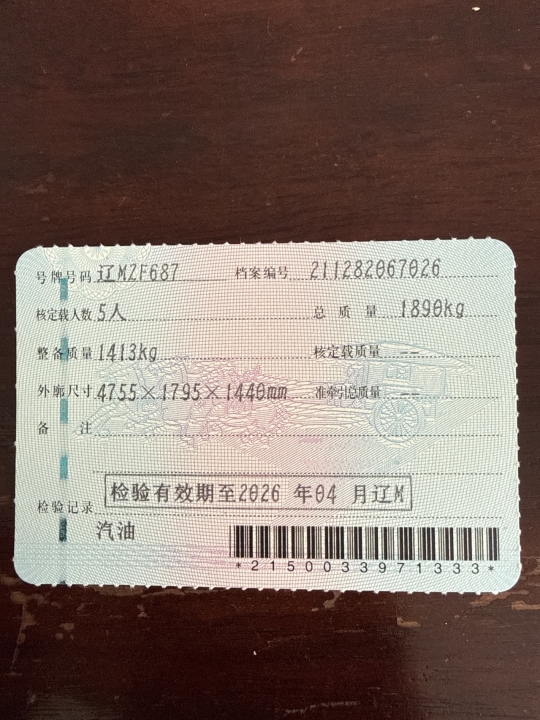 号牌号码 辽MZF687 档案编号 211282067026
核定载人数 5人 总质量 1890kg
整备质量 1413kg 核定载质量 --
外廓尺寸 4755×1795×1440mm 准牵引总质量 --
备注
检验有效期至2026年04月辽M
检验记录
汽油
*2150033971333*